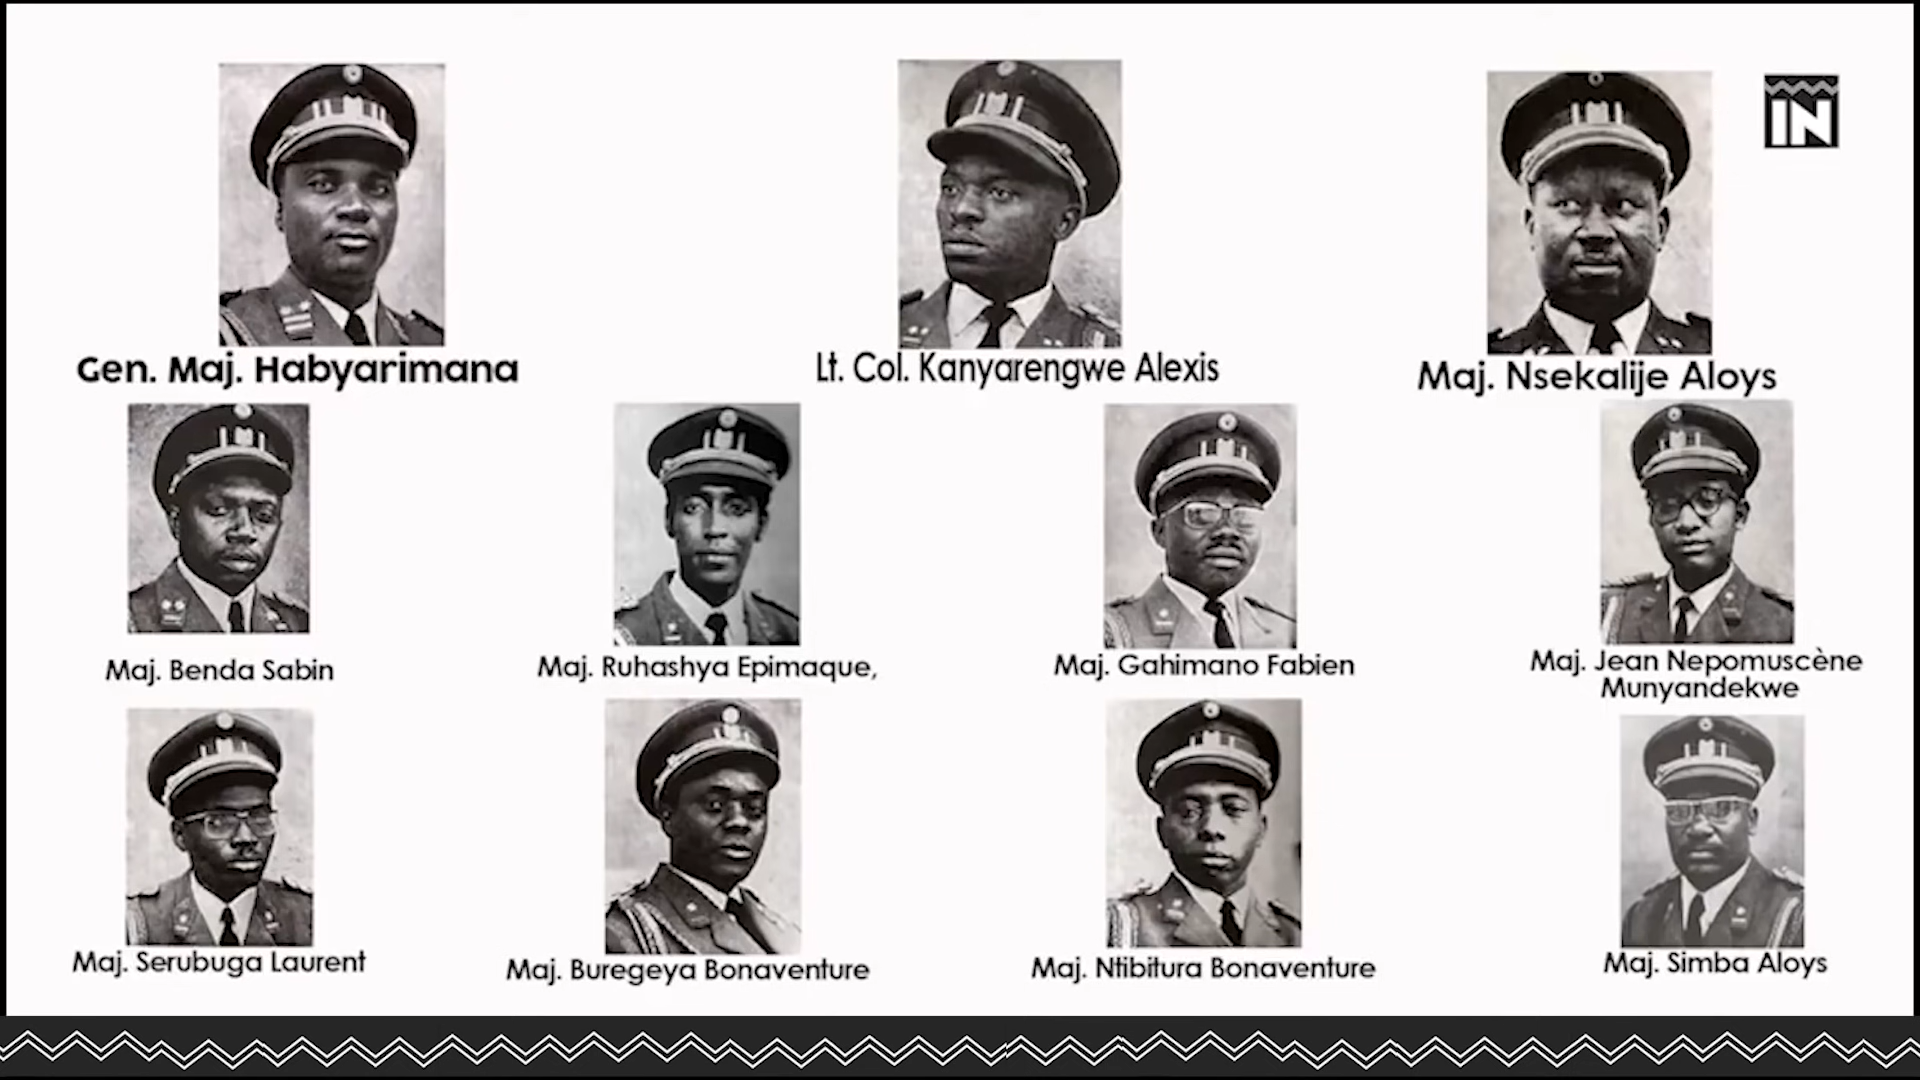 IN
Gen. Maj. Habyarimana
Lt. Col. Kanyarengwe Alexis
Maj. Nsekalije Aloys
Maj. Benda Sabin
Maj. Ruhashya Epimaque,
Maj. Gahimano Fabien
Maj. Jean Nepomuscène
Munyandekwe
Maj. Serubuga Laurent
Maj. Buregeya Bonaventure
Maj. Ntibitura Bonaventure
Maj. Simba Aloys